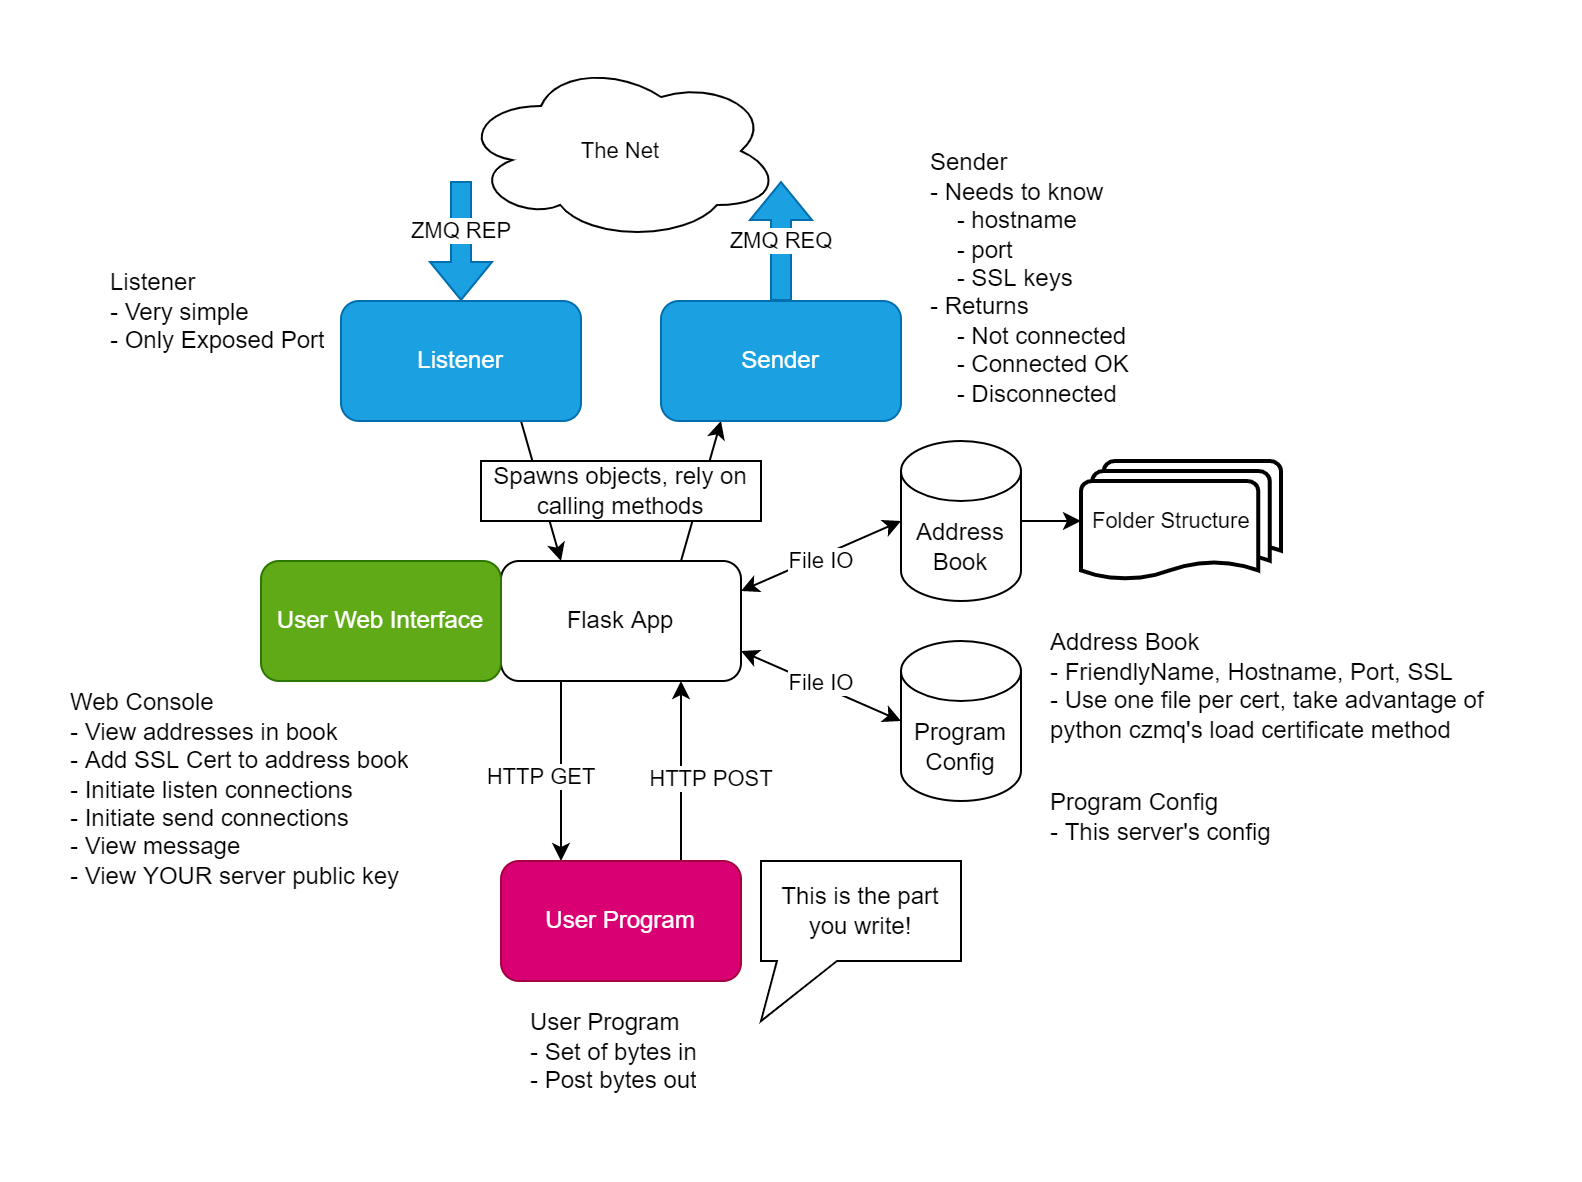 The Net
ZMQ REP
ZMQ REQ
Sender
- Needs to know
- hostname
- port
- SSL keys
- Returns
- Not connected
- Connected OK
- Disconnected
Listener
- Very simple
- Only Exposed Port
Listener
Sender
Spawns objects, rely on
calling methods
Address
Book
Folder Structure
File IO
User Web Interface
Flask App
File IO
Program
Config
Address Book
- FriendlyName, Hostname, Port, SSL
- Use one file per cert, take advantage of
python czmq's load certificate method
Program Config
- This server's config
Web Console
- View addresses in book
- Add SSL Cert to address book
- Initiate listen connections
- Initiate send connections
- View message
- View YOUR server public key
HTTP GET
HTTP POST
User Program
This is the part
you write!
User Program
- Set of bytes in
- Post bytes out